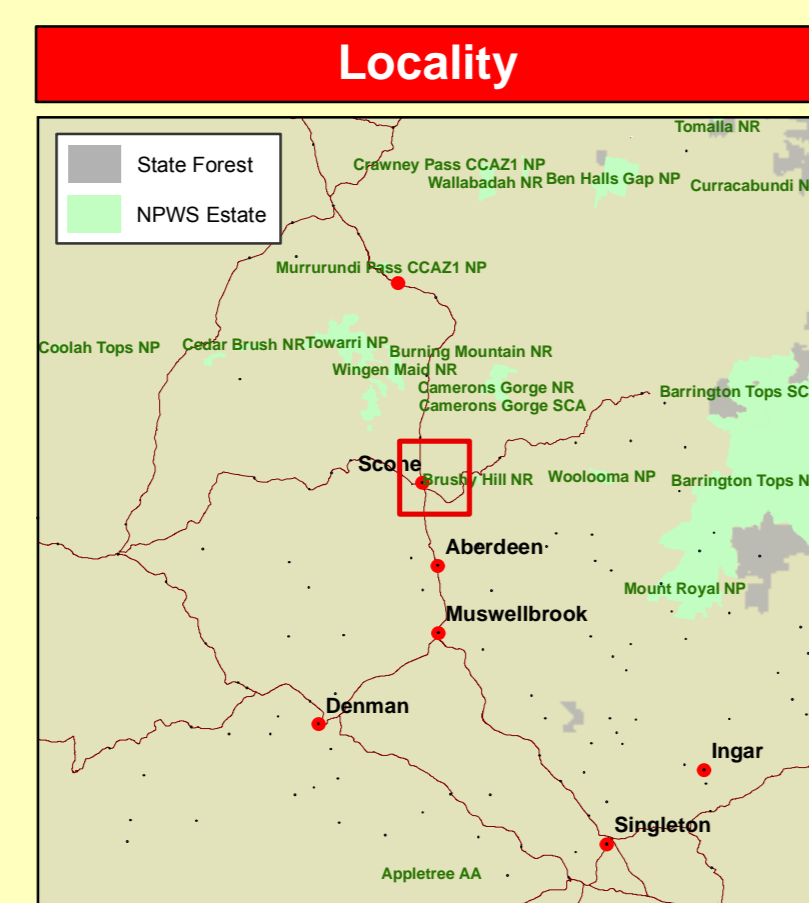 Locality
State Forest
NPWS Estate
Tomalla NR
Crawney Pass CCAZ1 NP
Wallabadah NR
Ben Halls Gap NP
Curracabundi N
Murrurundi Pass CCAZ1 NP
Coolah Tops NP
Cedar Brush NR
Towarri NP
Burning Mountain NR
Wingen Maid NR
Camerons Gorge NR
Camerons Gorge SCA
Barrington Tops SC
Scone
Brushy Hill NR
Woolooma NP
Barrington Tops N
Aberdeen
Mount Royal NP
Muswellbrook
Denman
Ingar
Singleton
Appletree AA